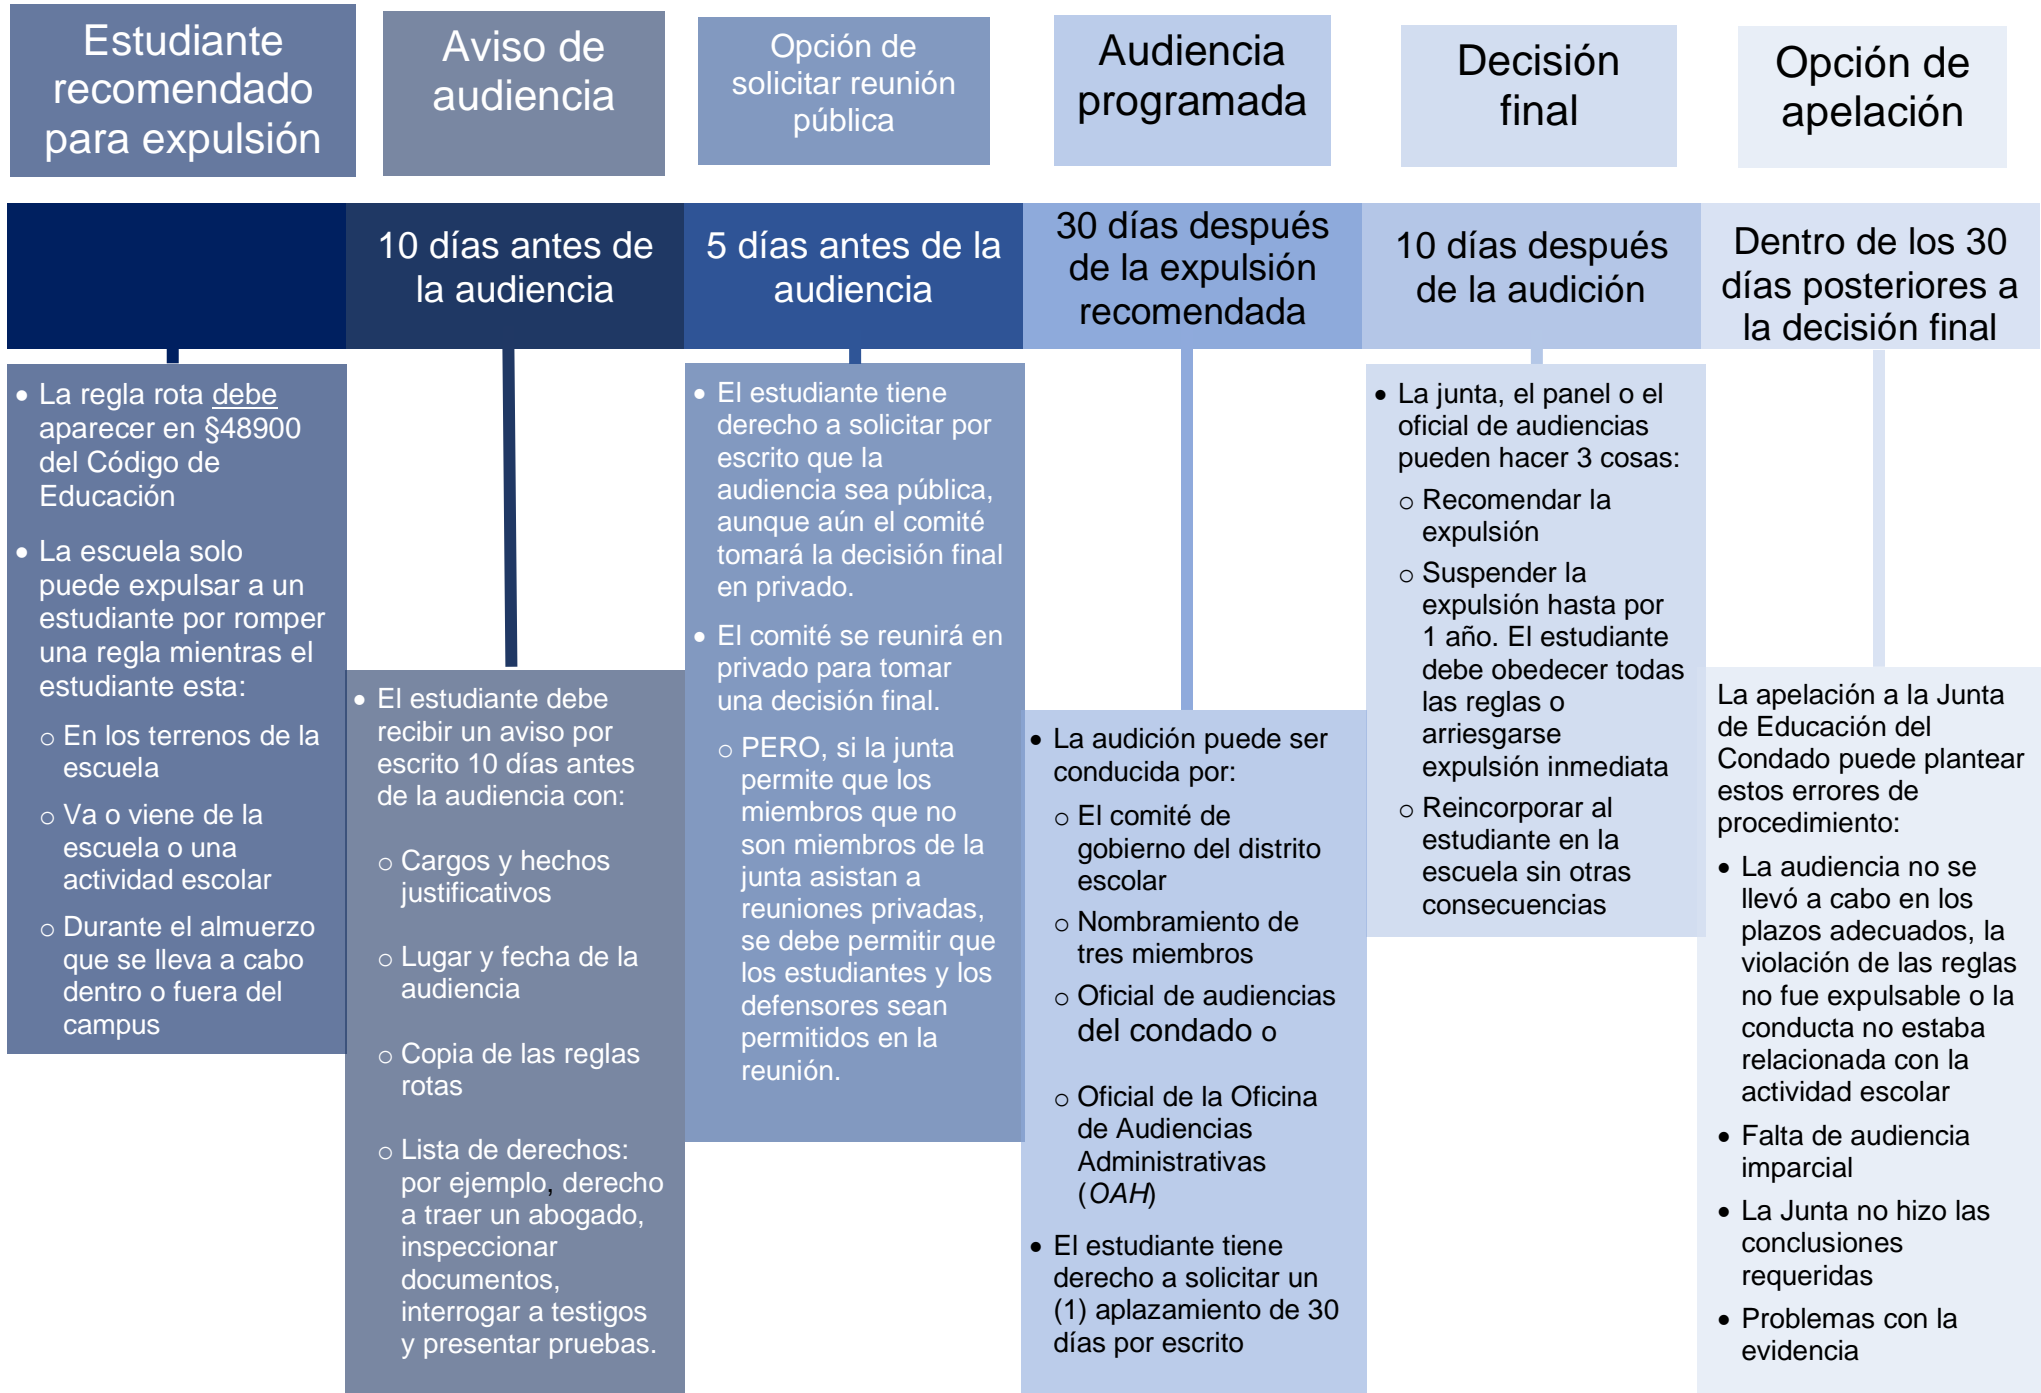 Estudiante
recomendado
para expulsión
Aviso de
audiencia
Opción de
solicitar reunión
pública
Audiencia
programada
Decisión
final
Opción de
apelación
10 días antes de
la audiencia
5 días antes de la
audiencia
30 días después
de la expulsión
recomendada
10 días después
de la audición
Dentro de los 30
días posteriores a
la decisión final
• La regla rota debe
aparecer en §48900
del Código de
Educación
• La escuela solo
puede expulsar a un
estudiante por romper
una regla mientras el
estudiante esta:
o En los terrenos de la
escuela
o Va o viene de la
escuela o una
actividad escolar
o Durante el almuerzo
que se lleva a cabo
dentro o fuera del
campus
• El estudiante debe
recibir un aviso por
escrito 10 días antes
de la audiencia con:
o Cargos y hechos
justificativos
o Lugar y fecha de la
audiencia
o Copia de las reglas
rotas
o Lista de derechos:
por ejemplo, derecho
a traer un abogado,
inspeccionar
documentos,
interrogar a testigos
y presentar pruebas.
• El estudiante tiene
derecho a solicitar por
escrito que la
audiencia sea pública,
aunque aún el comité
tomará la decisión final
en privado.
• El comité se reunirá en
privado para tomar
una decisión final.
o PERO, si la junta
permite que los
miembros que no
son miembros de la
junta asistan a
reuniones privadas,
se debe permitir que
los estudiantes y los
defensores sean
permitidos en la
reunión.
• La audición puede ser
conducida por:
o El comité de
gobierno del distrito
escolar
o Nombramiento de
tres miembros
o Oficial de audiencias
del condado o
o Oficial de la Oficina
de Audiencias
Administrativas
(OAH)
• El estudiante tiene
derecho a solicitar un
(1) aplazamiento de 30
días por escrito
• La junta, el panel o el
oficial de audiencias
pueden hacer 3 cosas:
o Recomendar la
expulsión
o Suspender la
expulsión hasta por
1 año. El estudiante
debe obedecer todas
las reglas o
arriesgarse
expulsión inmediata
o Reincorporar al
estudiante en la
escuela sin otras
consecuencias
La apelación a la Junta
de Educación del
Condado puede plantear
estos errores de
procedimiento:
• La audiencia no se
llevó a cabo en los
plazos adecuados, la
violación de las reglas
no fue expulsable o la
conducta no estaba
relacionada con la
actividad escolar
• Falta de audiencia
imparcial
• La Junta no hizo las
conclusiones
requeridas
• Problemas con la
evidencia